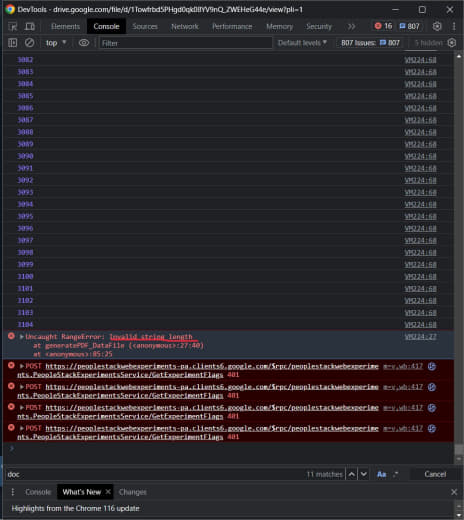 DevTools - drive.google.com/file/d/1Towfrbd5PHgd0qk0BYV9nQ_ZWEHeG44e/view?pli=1
Elements Console Sources Network Performance Memory Security 16 807
top Filter Default levels 807 Issues: 807 5 hidden
3082 VM224:68
3083 VM224:68
3084 VM224:68
3085 VM224:68
3086 VM224:68
3087 VM224:68
3088 VM224:68
3089 VM224:68
3090 VM224:68
3091 VM224:68
3092 VM224:68
3093 VM224:68
3094 VM224:68
3095 VM224:68
3096 VM224:68
3097 VM224:68
3098 VM224:68
3099 VM224:68
3100 VM224:68
3101 VM224:68
3102 VM224:68
3103 VM224:68
3104 VM224:68
Uncaught RangeError: Invalid string length VM224:27
at generatePDF_DataFile (<anonymous>:27:40)
at <anonymous>:85:25
POST https://peoplestackwebexperiments-pa.clients6.google.com/$rpc/peoplestackwebexperime m=v,wb:417
nts.PeopleStackExperimentsService/GetExperimentFlags 401
POST https://peoplestackwebexperiments-pa.clients6.google.com/$rpc/peoplestackwebexperime m=v,wb:417
nts.PeopleStackExperimentsService/GetExperimentFlags 401
POST https://peoplestackwebexperiments-pa.clients6.google.com/$rpc/peoplestackwebexperime m=v,wb:417
nts.PeopleStackExperimentsService/GetExperimentFlags 401
POST https://peoplestackwebexperiments-pa.clients6.google.com/$rpc/peoplestackwebexperime m=v,wb:417
nts.PeopleStackExperimentsService/GetExperimentFlags 401
doc 11 matches Aa .* Cancel
Console What's New Changes
Highlights from the Chrome 116 update